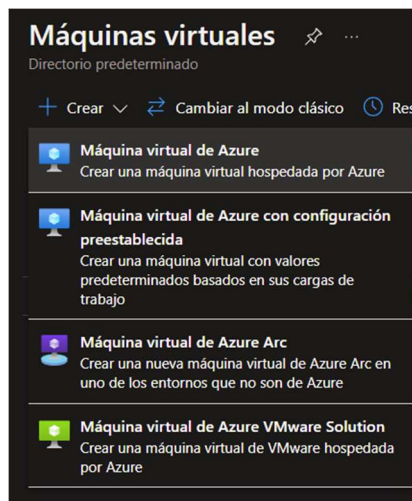 Máquinas virtuales
Directorio predeterminado
Crear
Cambiar al modo clásico
Res
Máquina virtual de Azure
Crear una máquina virtual hospedada por Azure
Máquina virtual de Azure con configuración
preestablecida
Crear una máquina virtual con valores
predeterminados basados en sus cargas de
trabajo
Máquina virtual de Azure Arc
Crear una nueva máquina virtual de Azure Arc en
uno de los entornos que no son de Azure
Máquina virtual de Azure VMware Solution
Crear una máquina virtual de VMware hospedada
por Azure